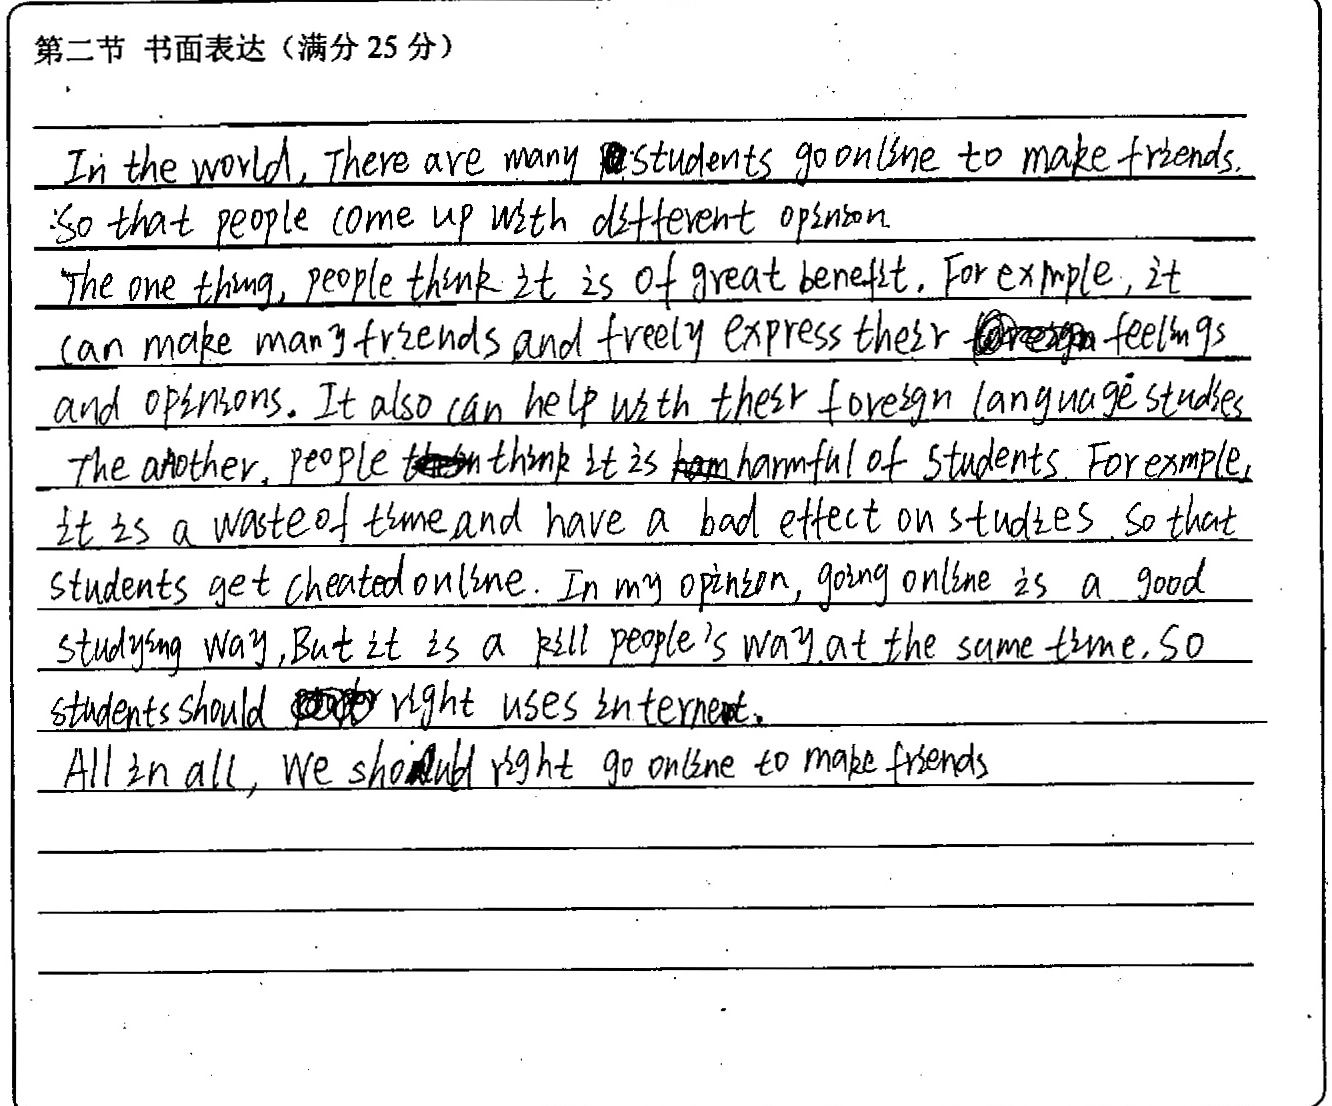 第二节 书面表达（满分 25 分）
In the world, There are many students go online to make friends.
So that people come up with different opinion
The one thing, people think it is of great benefit. For exmple, it
can make many friends and freely express their feelings
and opinions. It also can help with their foreign language studies
The another, people think it is harmful of students. For exmple,
it is a waste of time and have a bad effect on studies. So that
students get cheated online. In my opinion, going online is a good
studying way, But it is a kill people's way at the same time. So
students should right uses internet.
All in all, We should right go online to make friends